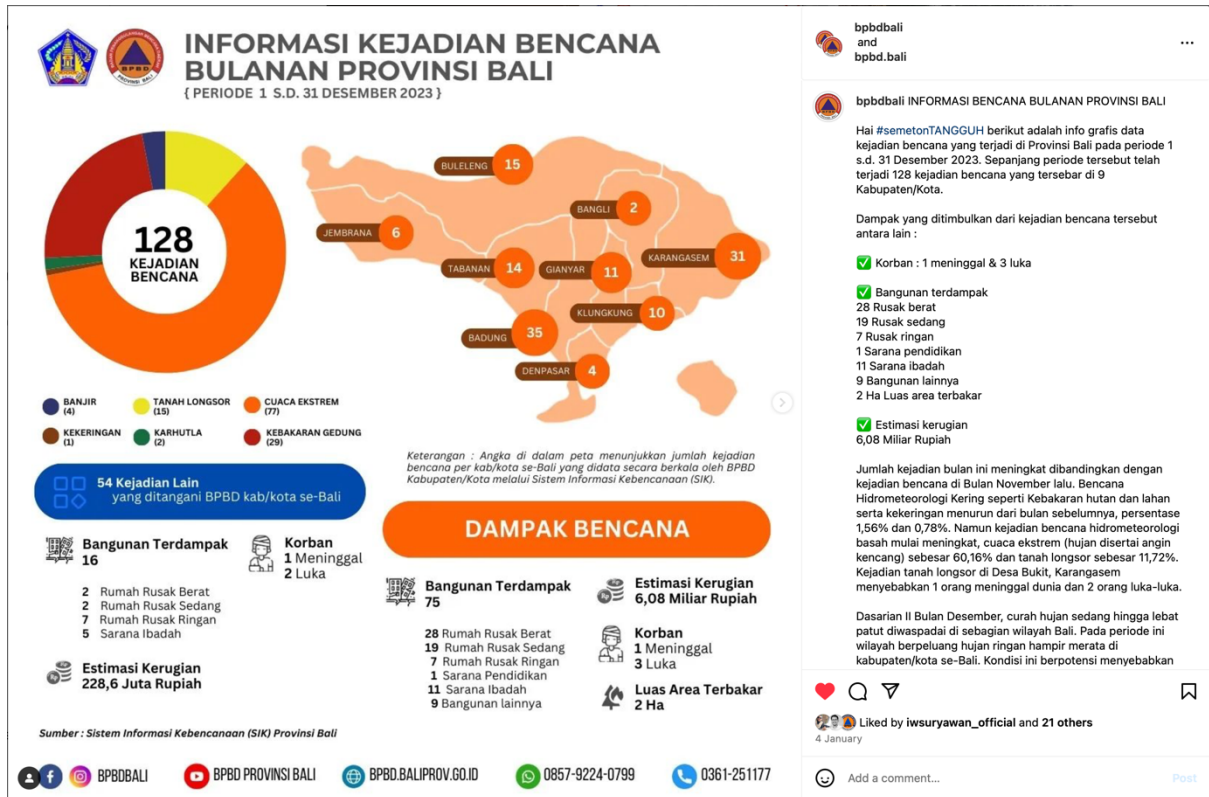 INFORMASI KEJADIAN BENCANA
BULANAN PROVINSI BALI
{ PERIODE 1 S.D. 31 DESEMBER 2023 }
128
KEJADIAN
BENCANA
BULELENG 15
BANGLI 2
JEMBRANA 6
KARANGASEM 31
TABANAN 14
GIANYAR 11
KLUNGKUNG 10
BADUNG 35
DENPASAR 4
BANJIR
(4)
TANAH LONGSOR
(15)
CUACA EKSTREM
(77)
KEKERINGAN
(1)
KARHUTLA
(2)
KEBAKARAN GEDUNG
(29)
Keterangan : Angka di dalam peta menunjukkan jumlah kejadian
bencana per kab/kota se-Bali yang didata secara berkala oleh BPBD
Kabupaten/Kota melalui Sistem Informasi Kebencanaan (SIK).
54 Kejadian Lain
yang ditangani BPBD kab/kota se-Bali
Bangunan Terdampak
16
2 Rumah Rusak Berat
2 Rumah Rusak Sedang
7 Rumah Rusak Ringan
5 Sarana Ibadah
Korban
1 Meninggal
2 Luka
Estimasi Kerugian
228,6 Juta Rupiah
DAMPAK BENCANA
Bangunan Terdampak
75
28 Rumah Rusak Berat
19 Rumah Rusak Sedang
7 Rumah Rusak Ringan
1 Sarana Pendidikan
11 Sarana Ibadah
9 Bangunan lainnya
Estimasi Kerugian
6,08 Miliar Rupiah
Korban
1 Meninggal
3 Luka
Luas Area Terbakar
2 Ha
Sumber : Sistem Informasi Kebencanaan (SIK) Provinsi Bali
BPBDBALI
BPBD PROVINSI BALI
BPBD.BALIPROV.GO.ID
0857-9224-0799
0361-251177
bpbdbali
and
bpbd.bali
bpbdbali INFORMASI BENCANA BULANAN PROVINSI BALI
Hai #semetonTANGGUH berikut adalah info grafis data
kejadian bencana yang terjadi di Provinsi Bali pada periode 1
s.d. 31 Desember 2023. Sepanjang periode tersebut telah
terjadi 128 kejadian bencana yang tersebar di 9
Kabupaten/Kota.
Dampak yang ditimbulkan dari kejadian bencana tersebut
antara lain :
✅ Korban : 1 meninggal & 3 luka
✅ Bangunan terdampak
28 Rusak berat
19 Rusak sedang
7 Rusak ringan
1 Sarana pendidikan
11 Sarana ibadah
9 Bangunan lainnya
2 Ha Luas area terbakar
✅ Estimasi kerugian
6,08 Miliar Rupiah
Jumlah kejadian bulan ini meningkat dibandingkan dengan
kejadian bencana di Bulan November lalu. Bencana
Hidrometeorologi Kering seperti Kebakaran hutan dan lahan
serta kekeringan menurun dari bulan sebelumnya, persentase
1,56% dan 0,78%. Namun kejadian bencana hidrometeorologi
basah mulai meningkat, cuaca ekstrem (hujan disertai angin
kencang) sebesar 60,16% dan tanah longsor sebesar 11,72%.
Kejadian tanah longsor di Desa Bukit, Karangasem
menyebabkan 1 orang meninggal dunia dan 2 orang luka-luka.
Dasarian II Bulan Desember, curah hujan sedang hingga lebat
patut diwaspadai di sebagian wilayah Bali. Pada periode ini
wilayah berpeluang hujan ringan hampir merata di
kabupaten/kota se-Bali. Kondisi ini berpotensi menyebabkan
Liked by iwsuryawan_official and 21 others
4 January
Add a comment...
Post